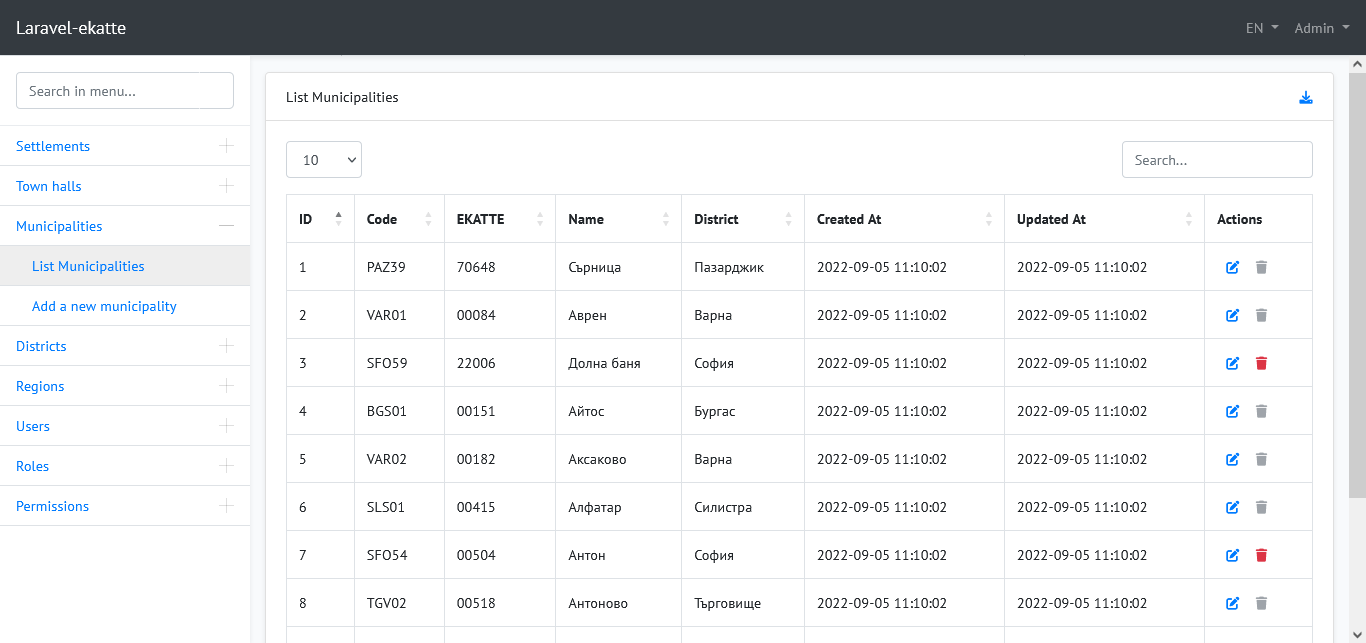 Laravel-ekatte
EN Admin
Search in menu...
Settlements
Town halls
Municipalities
List Municipalities
Add a new municipality
Districts
Regions
Users
Roles
Permissions
List Municipalities
10 Search...
ID Code EKATTE Name District Created At Updated At Actions
1 PAZ39 70648 Сърница Пазарджик 2022-09-05 11:10:02 2022-09-05 11:10:02
2 VAR01 00084 Аврен Варна 2022-09-05 11:10:02 2022-09-05 11:10:02
3 SFO59 22006 Долна баня София 2022-09-05 11:10:02 2022-09-05 11:10:02
4 BGS01 00151 Айтос Бургас 2022-09-05 11:10:02 2022-09-05 11:10:02
5 VAR02 00182 Аксаково Варна 2022-09-05 11:10:02 2022-09-05 11:10:02
6 SLS01 00415 Алфатар Силистра 2022-09-05 11:10:02 2022-09-05 11:10:02
7 SFO54 00504 Антон София 2022-09-05 11:10:02 2022-09-05 11:10:02
8 TGV02 00518 Антоново Търговище 2022-09-05 11:10:02 2022-09-05 11:10:02